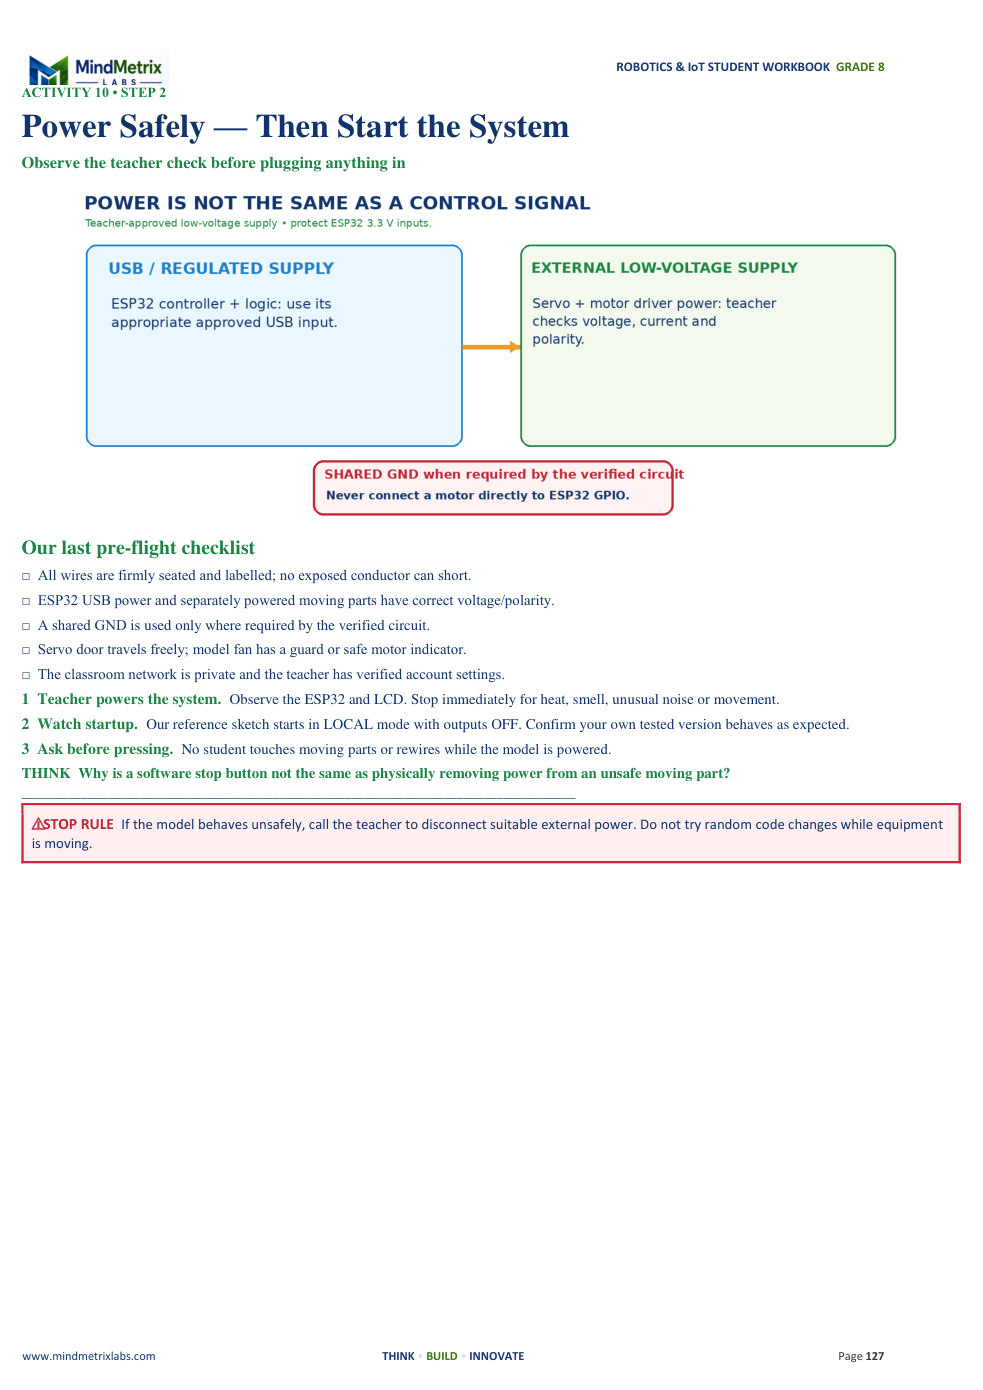 MindMetrix
LABS
ROBOTICS & IoT STUDENT WORKBOOK GRADE 8
ACTIVITY 10 • STEP 2
Power Safely — Then Start the System
Observe the teacher check before plugging anything in
POWER IS NOT THE SAME AS A CONTROL SIGNAL
Teacher-approved low-voltage supply • protect ESP32 3.3 V inputs.
USB / REGULATED SUPPLY
ESP32 controller + logic: use its
appropriate approved USB input.
EXTERNAL LOW-VOLTAGE SUPPLY
Servo + motor driver power: teacher
checks voltage, current and
polarity.
SHARED GND when required by the verified circuit
Never connect a motor directly to ESP32 GPIO.
Our last pre-flight checklist
□ All wires are firmly seated and labelled; no exposed conductor can short.
□ ESP32 USB power and separately powered moving parts have correct voltage/polarity.
□ A shared GND is used only where required by the verified circuit.
□ Servo door travels freely; model fan has a guard or safe motor indicator.
□ The classroom network is private and the teacher has verified account settings.
1 Teacher powers the system. Observe the ESP32 and LCD. Stop immediately for heat, smell, unusual noise or movement.
2 Watch startup. Our reference sketch starts in LOCAL mode with outputs OFF. Confirm your own tested version behaves as expected.
3 Ask before pressing. No student touches moving parts or rewires while the model is powered.
THINK Why is a software stop button not the same as physically removing power from an unsafe moving part?
⚠STOP RULE If the model behaves unsafely, call the teacher to disconnect suitable external power. Do not try random code changes while equipment
is moving.
www.mindmetrixlabs.com
THINK • BUILD • INNOVATE
Page 127